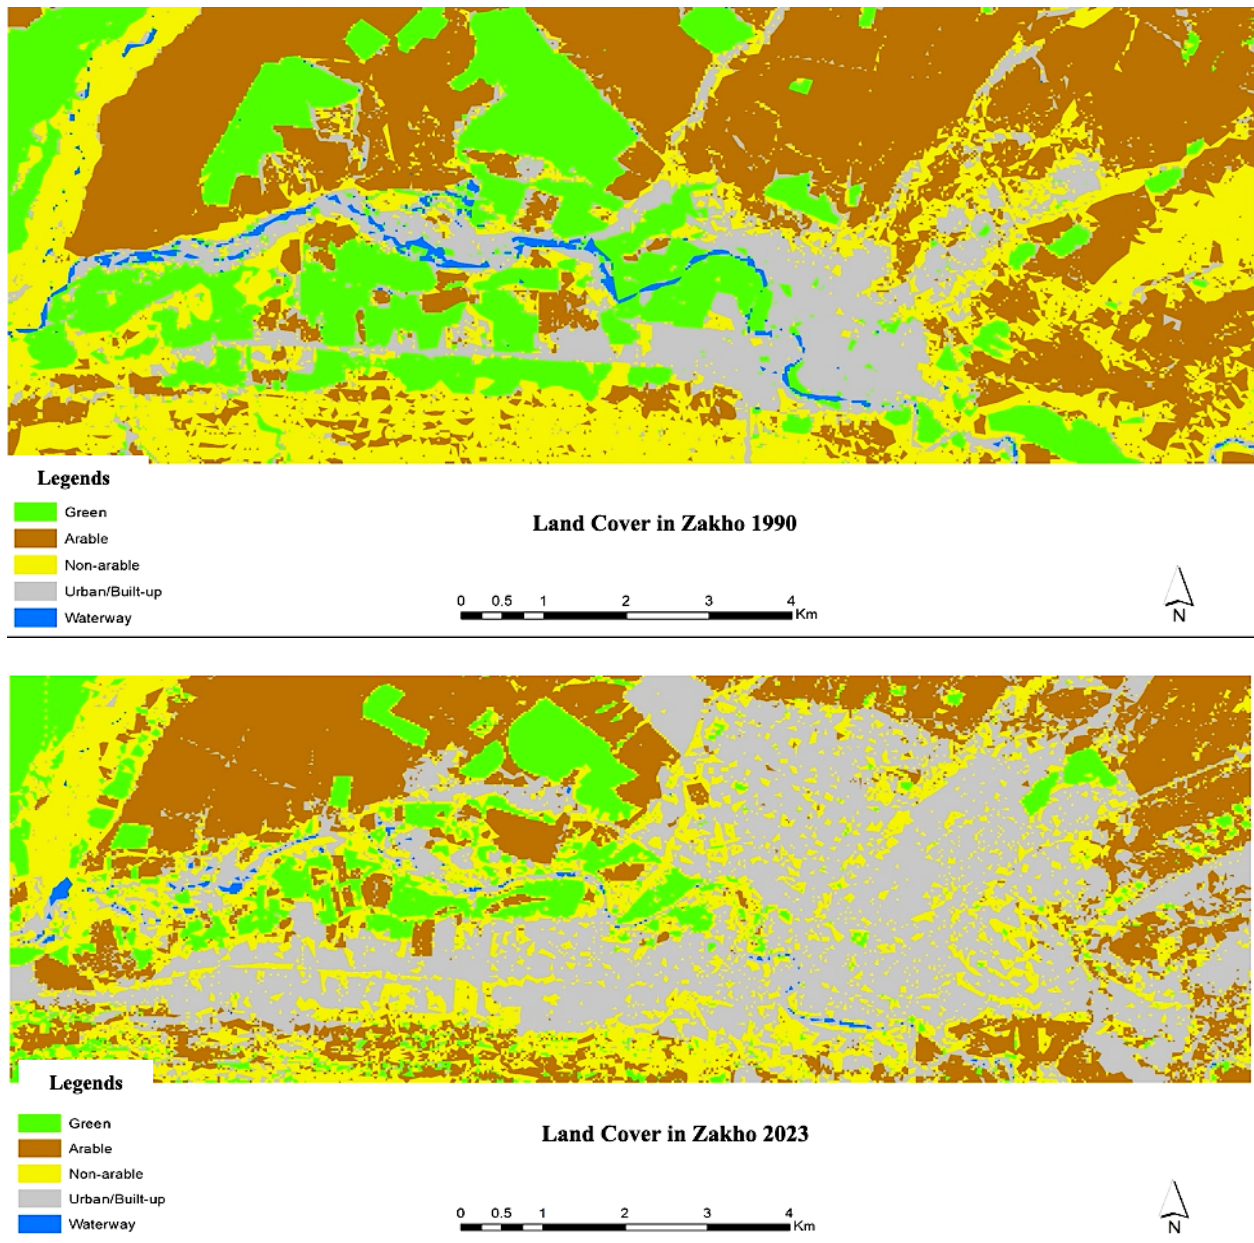 Legends
Green
Arable
Non-arable
Urban/Built-up
Waterway
Land Cover in Zakho 1990
0 0.5 1 2 3 4
Km
N
Legends
Green
Arable
Non-arable
Urban/Built-up
Waterway
Land Cover in Zakho 2023
0 0.5 1 2 3 4
Km
N